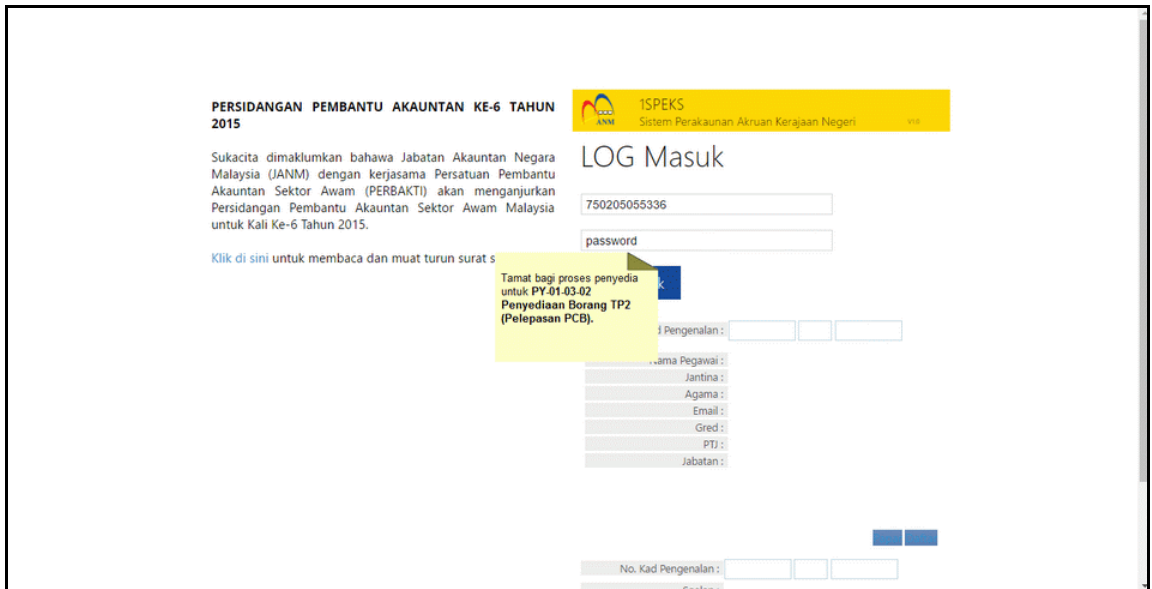 PERSIDANGAN PEMBANTU AKAUNTAN KE-6 TAHUN
2015
Sukacita dimaklumkan bahawa Jabatan Akauntan Negara
Malaysia (JANM) dengan kerjasama Persatuan Pembantu
Akauntan Sektor Awam (PERBAKTI) akan menganjurkan
Persidangan Pembantu Akauntan Sektor Awam Malaysia
untuk Kali Ke-6 Tahun 2015.
Klik di sini untuk membaca dan muat turun surat s
ANM
1SPEKS
Sistem Perakaunan Akruan Kerajaan Negeri
V1.0
LOG Masuk
750205055336
password
k
Tamat bagi proses penyedia
untuk PY-01-03-02
Penyediaan Borang TP2
(Pelepasan PCB).
d Pengenalan :
Nama Pegawai :
Jantina :
Agama :
Email :
Gred :
PTJ :
Jabatan :
No. Kad Pengenalan :